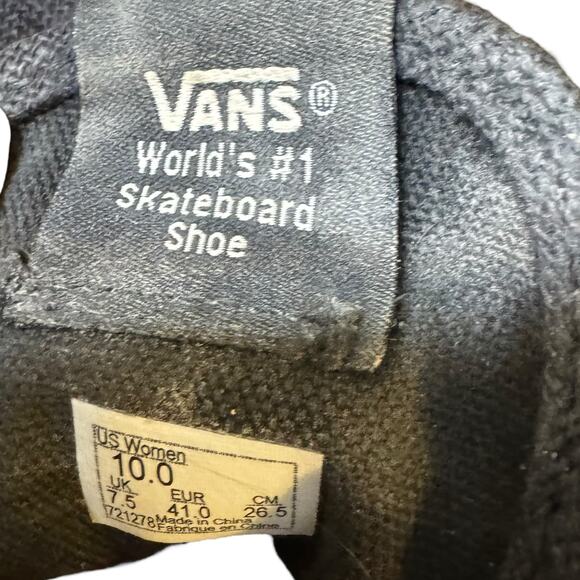 VANS®
World's #1
Skateboard
Shoe
US Women
10.0
UK EUR CM
7.5 41.0 26.5
721278 Made in China
Fabriqué en Chine